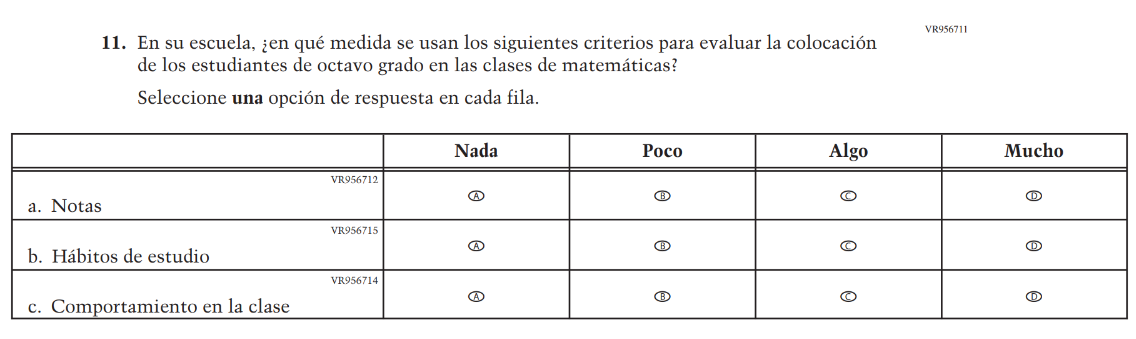 VR956711
11. En su escuela, ¿en qué medida se usan los siguientes criterios para evaluar la colocación
de los estudiantes de octavo grado en las clases de matemáticas?
Seleccione una opción de respuesta en cada fila.
Nada Poco Algo Mucho
VR956712
a. Notas A B C D
VR956715
b. Hábitos de estudio A B C D
VR956714
c. Comportamiento en la clase A B C D